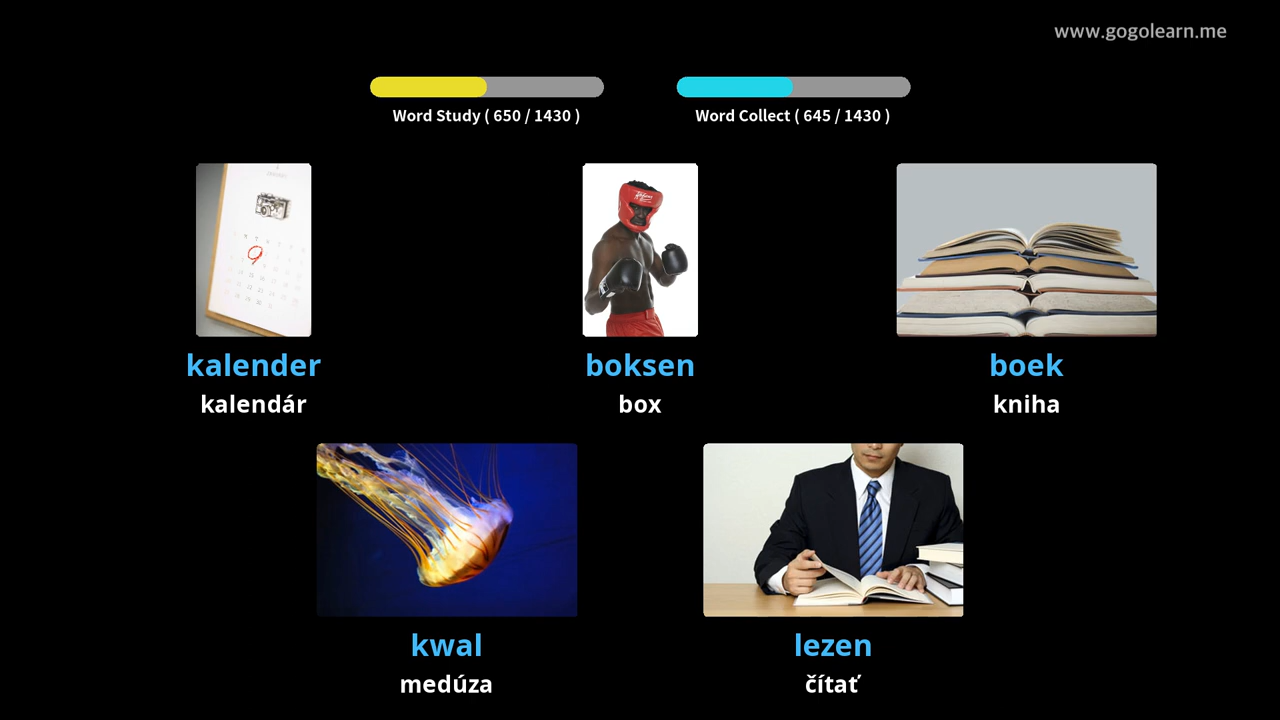 www.gogolearn.me
Word Study ( 650 / 1430 )
Word Collect ( 645 / 1430 )
kalender
boksen
boek
kalendár
box
kniha
kwal
lezen
medúza
čítať